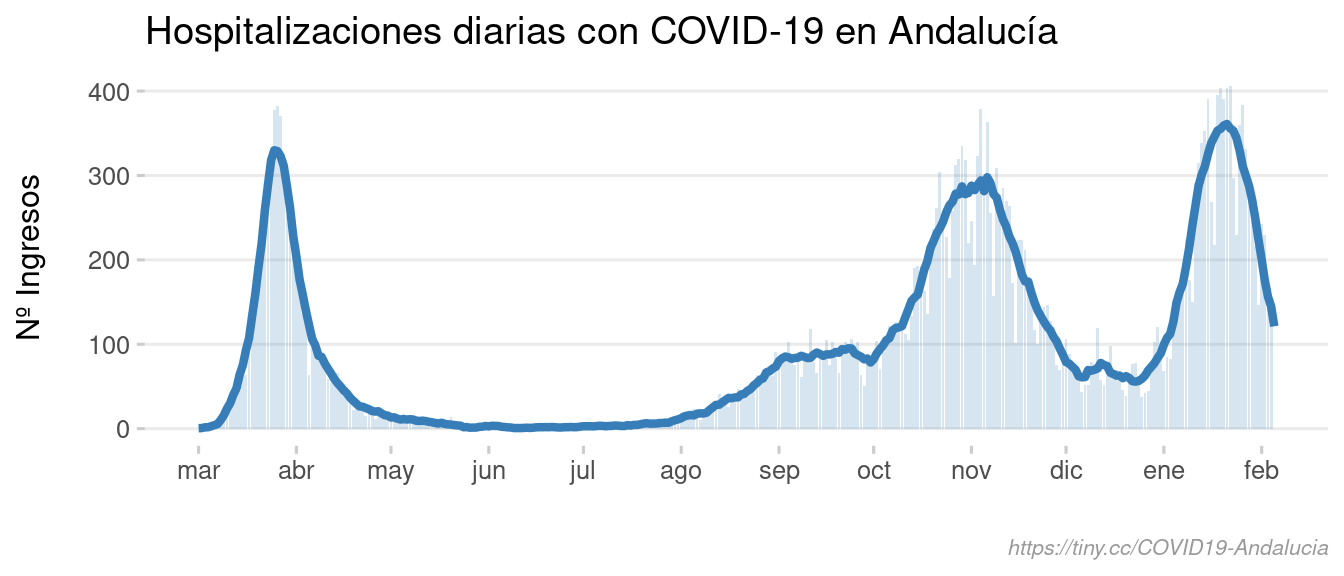 Hospitalizaciones diarias con COVID-19 en Andalucía
Nº Ingresos
400
300
200
100
0
mar abr may jun jul ago sep oct nov dic ene feb
https://tiny.cc/COVID19-Andalucia